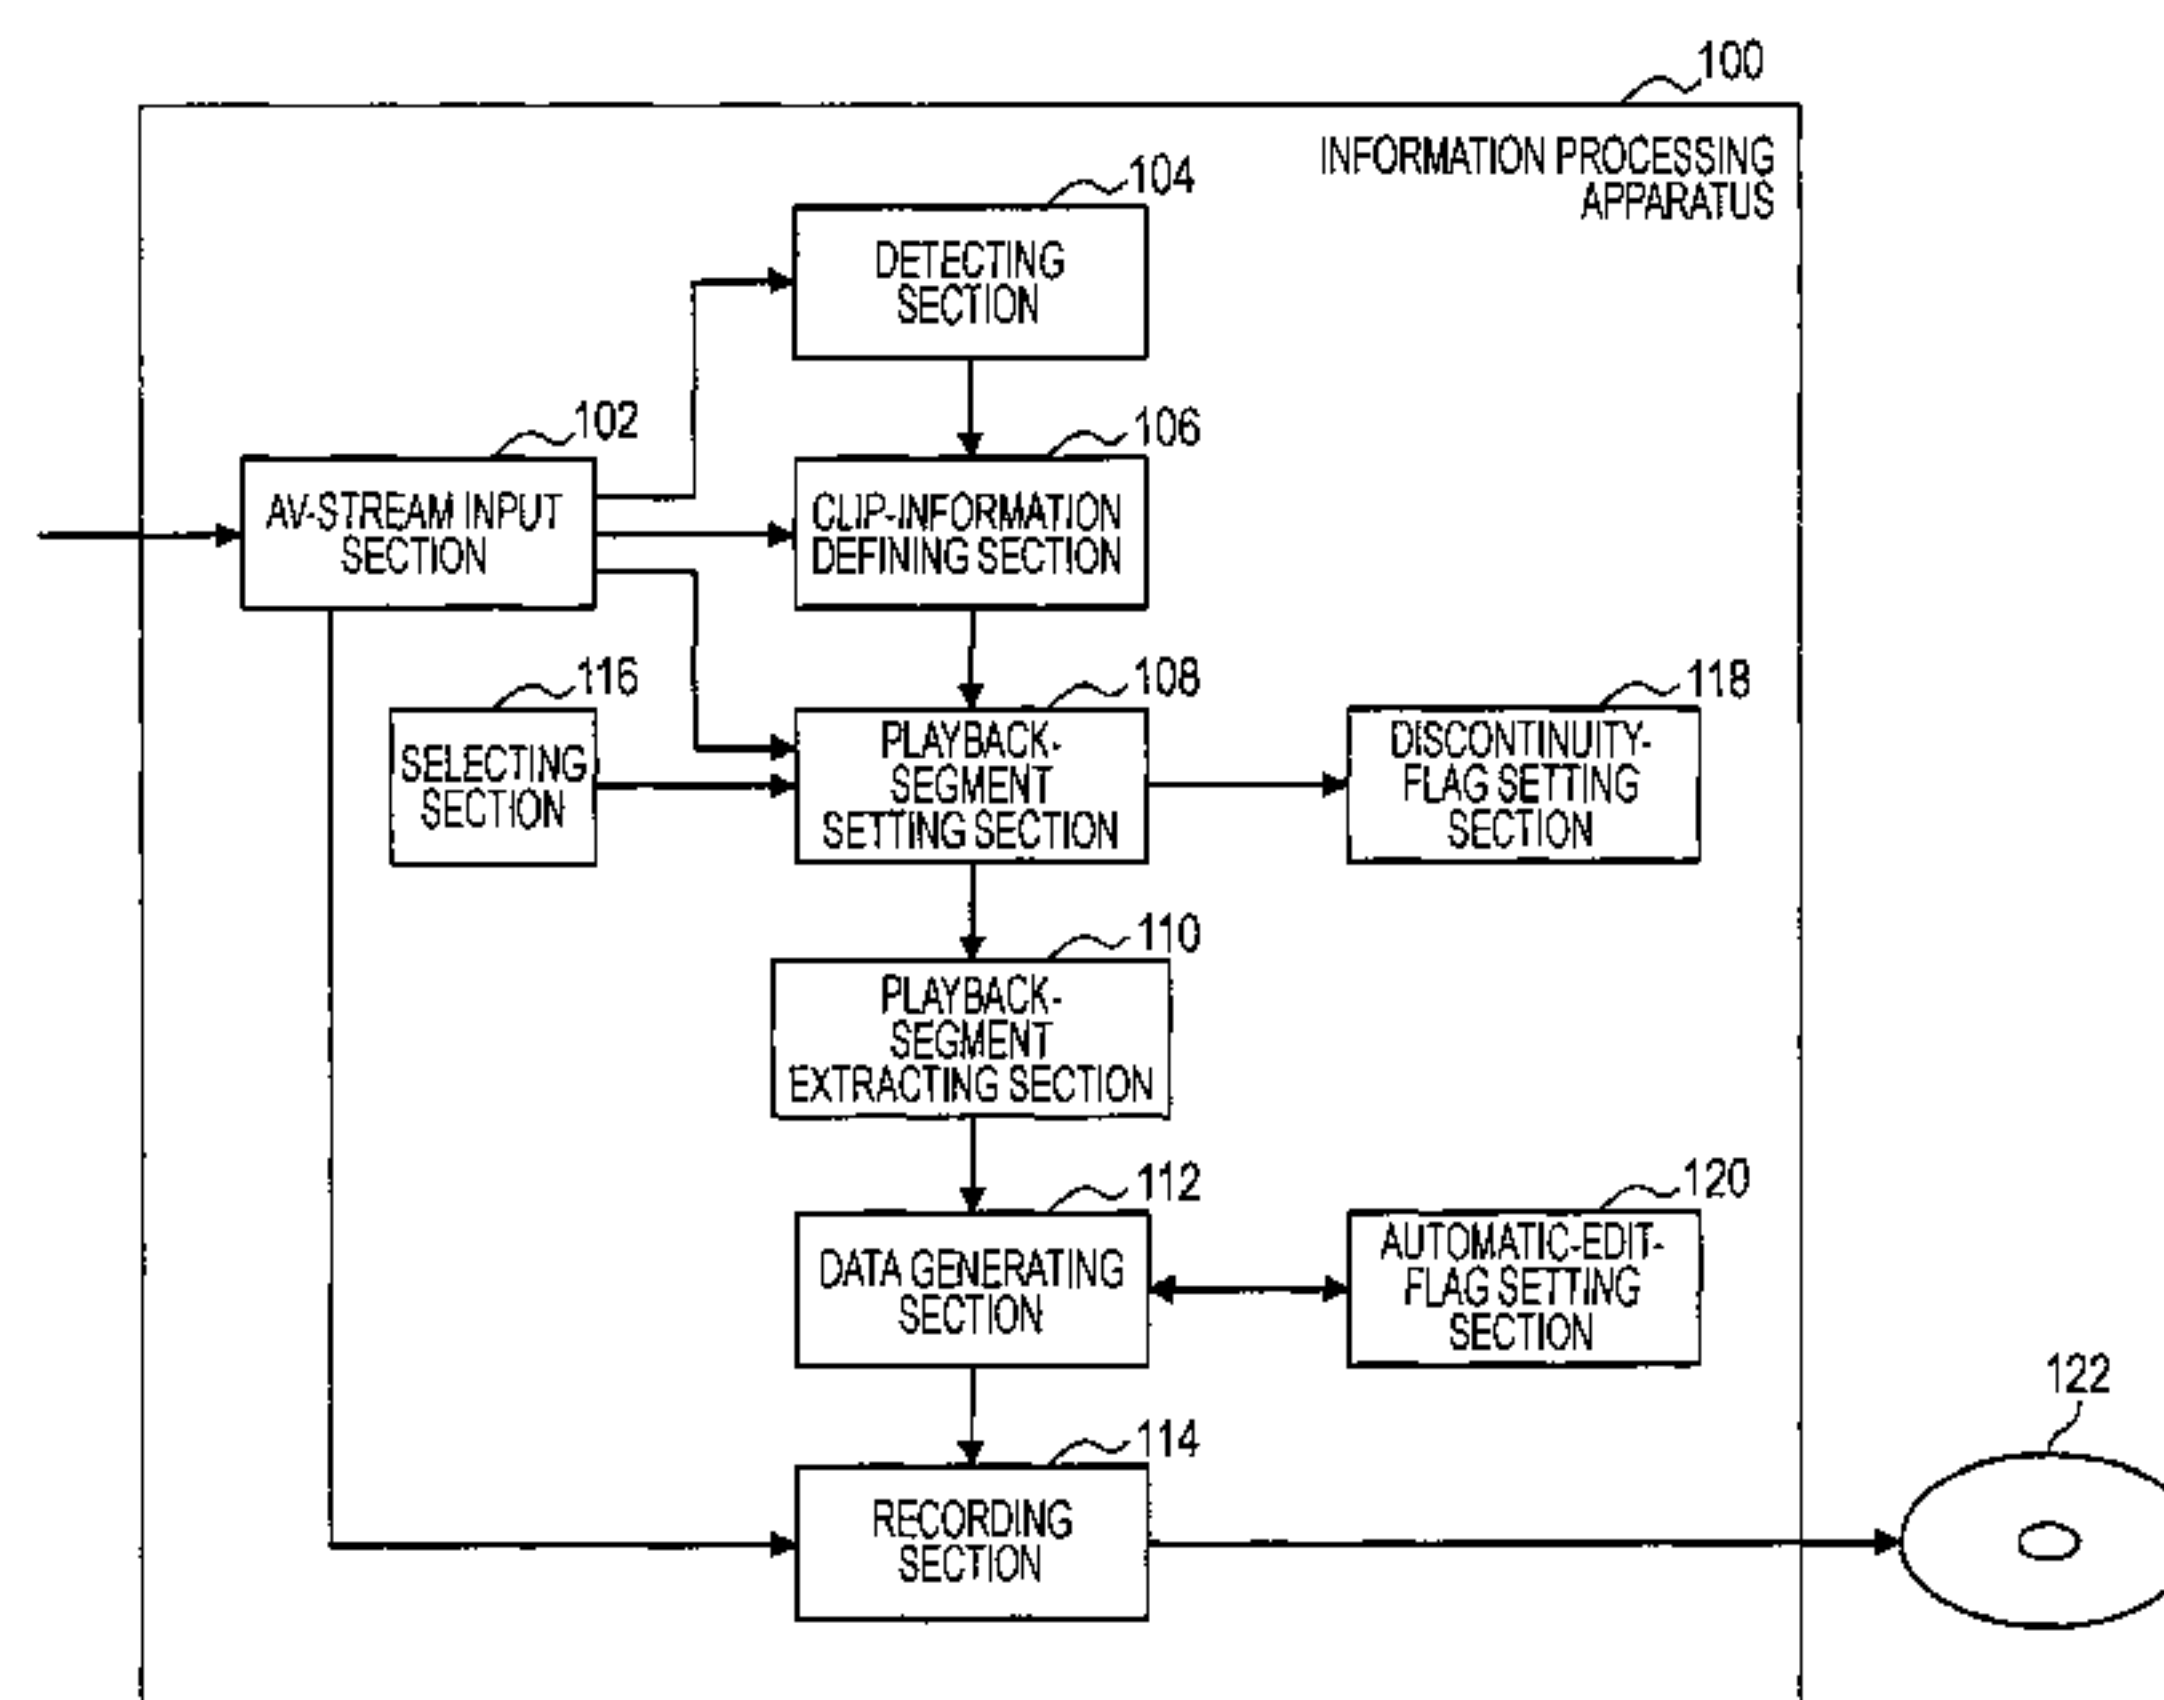 100
INFORMATION PROCESSING
APPARATUS
104
DETECTING
SECTION
102
AV-STREAM INPUT
SECTION
106
CLIP-INFORMATION
DEFINING SECTION
116
SELECTING
SECTION
108
PLAYBACK-
SEGMENT
SETTING SECTION
118
DISCONTINUITY-
FLAG SETTING
SECTION
110
PLAYBACK-
SEGMENT
EXTRACTING SECTION
112
DATA GENERATING
SECTION
120
AUTOMATIC-EDIT-
FLAG SETTING
SECTION
114
RECORDING
SECTION
122